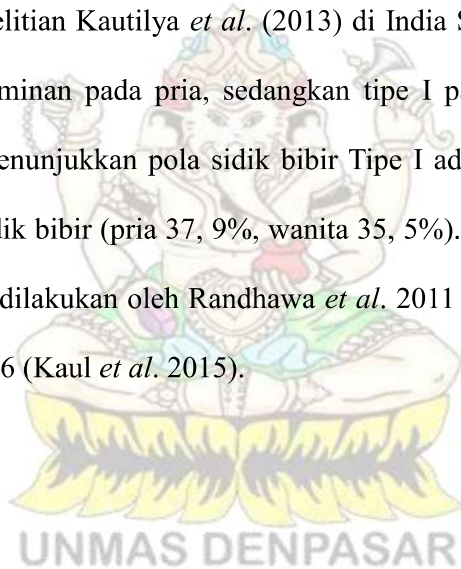 elitian Kautilya et al. (2013) di India S
minan pada pria, sedangkan tipe I pa
enunjukkan pola sidik bibir Tipe I ad
dik bibir (pria 37, 9%, wanita 35, 5%).
dilakukan oleh Randhawa et al. 2011
6 (Kaul et al. 2015).
UNMAS DENPASAR